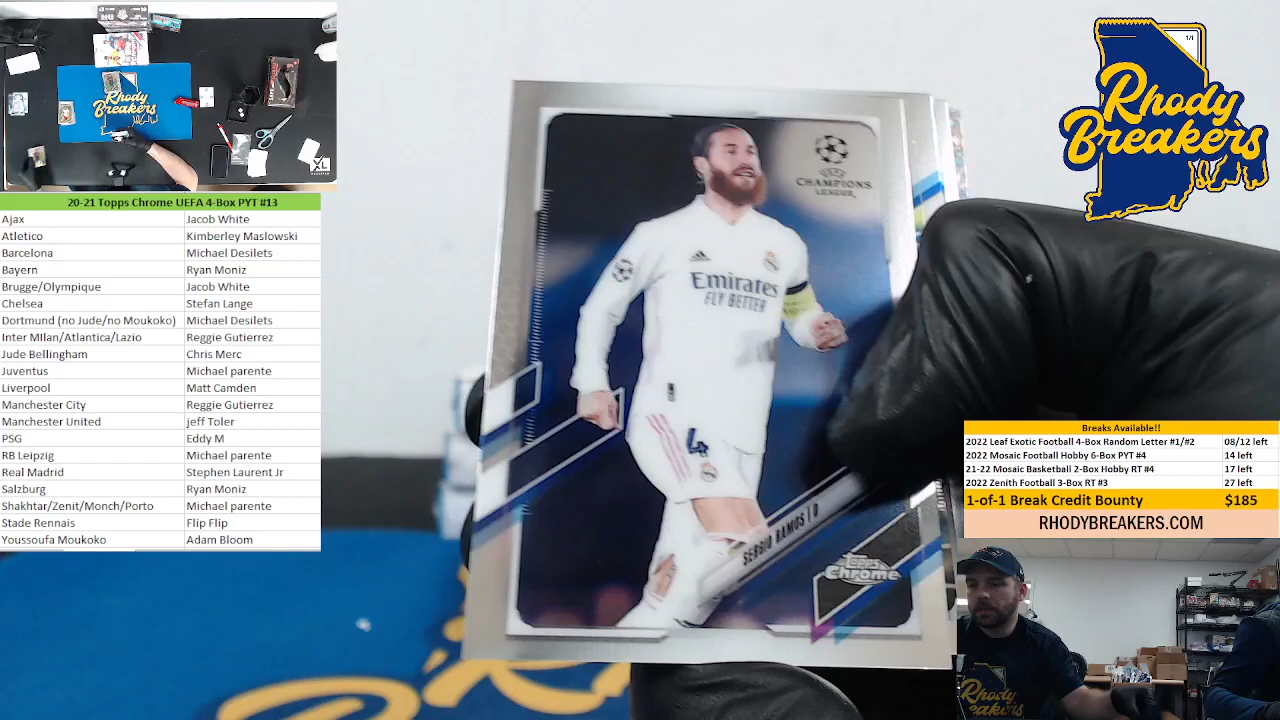 Rhody
Breakers
20-21 Topps Chrome UEFA 4-Box PYT #13
Ajax Jacob White
Atletico Kimberley Maslowski
Barcelona Michael Desilets
Bayern Ryan Moniz
Brugge/Olympique Jacob White
Chelsea Stefan Lange
Dortmund (no Jude/no Moukoko) Michael Desilets
Inter MIlan/Atlantica/Lazio Reggie Gutierrez
Jude Bellingham Chris Merc
Juventus Michael parente
Liverpool Matt Camden
Manchester City Reggie Gutierrez
Manchester United jeff Toler
PSG Eddy M
RB Leipzig Michael parente
Real Madrid Stephen Laurent Jr
Salzburg Ryan Moniz
Shakhtar/Zenit/Monch/Porto Michael parente
Stade Rennais Flip Flip
Youssoufa Moukoko Adam Bloom
UEFA
CHAMPIONS
LEAGUE
Emirates
FLY BETTER
4
SERGIO RAMOS | D
Topps
Chrome
1/1
Rhody
Breakers
Breaks Available!!
2022 Leaf Exotic Football 4-Box Random Letter #1/#2 08/12 left
2022 Mosaic Football Hobby 6-Box PYT #4 14 left
21-22 Mosaic Basketball 2-Box Hobby RT #4 17 left
2022 Zenith Football 3-Box RT #3 27 left
1-of-1 Break Credit Bounty $185
RHODYBREAKERS.COM
Rhody
Breakers
XL